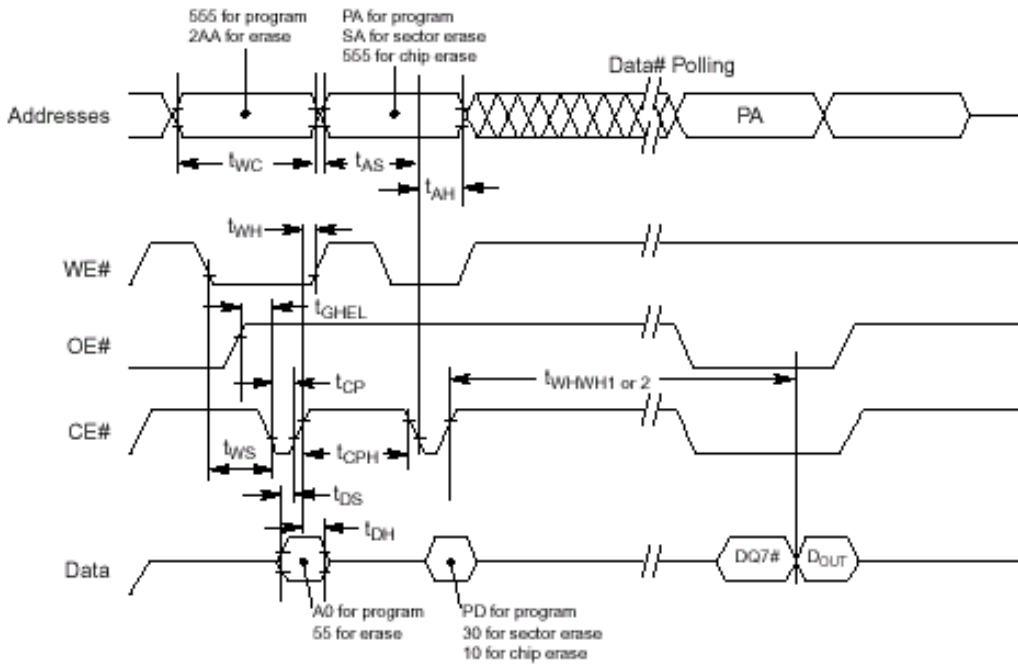 555 for program
2AA for erase
PA for program
SA for sector erase
555 for chip erase
Data# Polling
Addresses
PA
tWC
tAS
tAH
tWH
WE#
tGHEL
OE#
tCP
tWHWH1 or 2
CE#
tWS
tCPH
tDS
tDH
Data
DQ7#
DOUT
A0 for program
55 for erase
PD for program
30 for sector erase
10 for chip erase